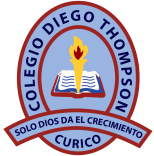 COLEGIO DIEGO THOMPSON
SOLO DIOS DA EL CRECIMIENTO
CURICO